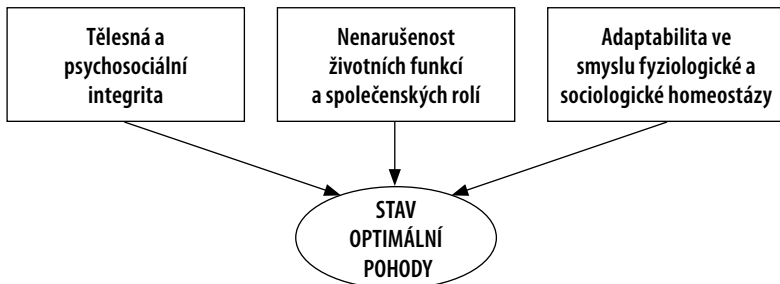 Tělesná a
psychosociální
integrita
Nenarušenost
životních funkcí
a společenských rolí
Adaptabilita ve
smyslu fyziologické a
sociologické homeostázy
STAV
OPTIMÁLNÍ
POHODY